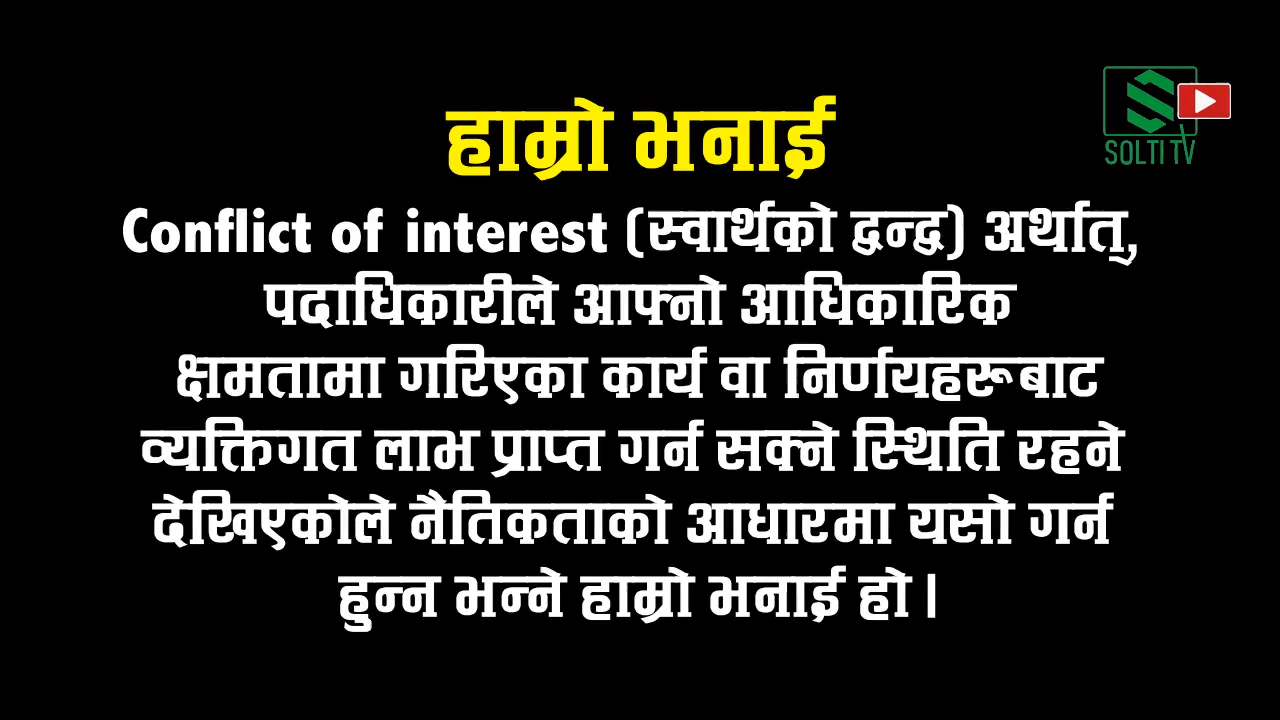 हाम्रो भनाई
SOLTI TV
Conflict of interest (स्वार्थको द्वन्द्व) अर्थात्,
पदाधिकारीले आफ्नो आधिकारिक
क्षमतामा गरिएका कार्य वा निर्णयहरूबाट
व्यक्तिगत लाभ प्राप्त गर्न सक्ने स्थिति रहने
देखिएकोले नैतिकताको आधारमा यसो गर्न
हुन्न भन्ने हाम्रो भनाई हो।